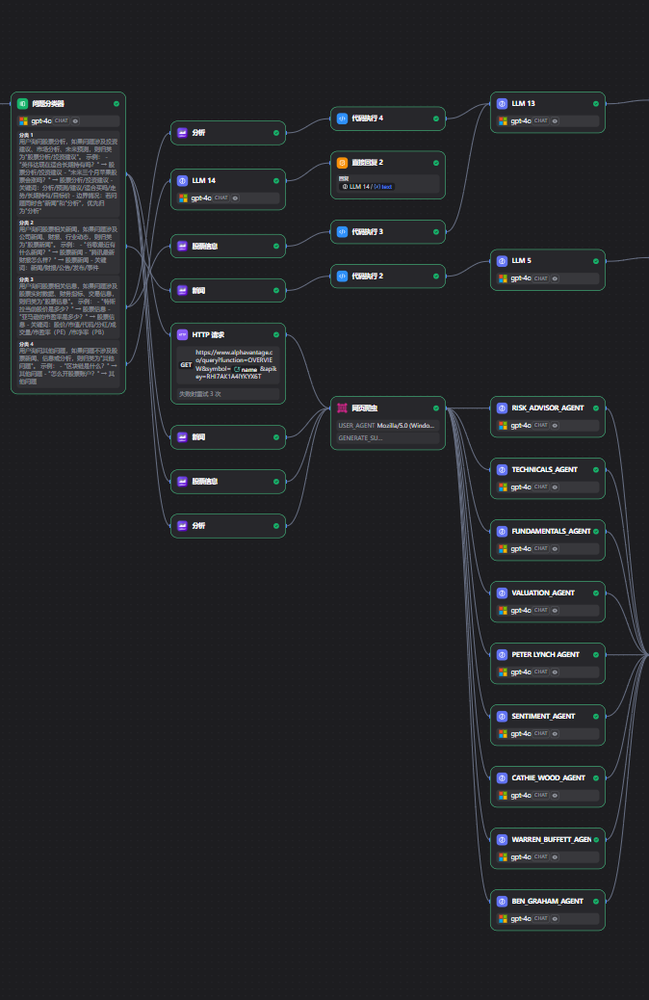 问题分类器
gpt-4o CHAT
分类 1
用户询问股票分析，如果问题涉及投资
建议、市场分析、未来预测，则归类
为"股票分析/投资建议"。 示例： - 
"英伟达现在适合长期持有吗？" → 股
票分析/投资建议 - "未来三个月苹果股
票会涨吗？" → 股票分析/投资建议 - 
关键词：分析/预测/建议/适合买吗/走
势/长期持有/目标价 - 边界情况：若问
题同时含"新闻"和"分析"，优先归
为"分析"
分类 2
用户询问股票相关新闻，如果问题涉及
公司新闻、财报、行业动态，则归类
为"股票新闻"。 示例： - "谷歌最近有
什么新闻？" → 股票新闻 - "腾讯最新
财报怎么样？" → 股票新闻 - 关键
词：新闻/财报/公告/发布/事件
分类 3
用户询问股票相关信息，如果问题涉及
股票实时数据、财务指标、交易信息，
则归类为"股票信息"。 示例： - "特斯
拉当前股价是多少？" → 股票信息 - 
"亚马逊的市盈率是多少？" → 股票信
息 - 关键词：股价/市值/代码/分红/成
交量/市盈率（PE）/市净率（PB）
分类 4
用户询问其他问题，如果问题不涉及股
票新闻、信息或分析，则归类为"其他
问题"。 示例： - "区块链是什么？" →
其他问题 - "怎么开股票账户？" → 其
他问题
分析
LLM 14
gpt-4o CHAT
股票信息
新闻
HTTP 请求
GET
https://www.alphavantage.c
o/query?function=OVERVIE
W&symbol= name &apik
ey=RHI7AK1A4IYKYX6T
失败时重试 3 次
新闻
股票信息
分析
代码执行 4
直接回复 2
回复
LLM 14 / {x} text
代码执行 3
代码执行 2
网页爬虫
USER_AGENT Mozilla/5.0 (Windo...
GENERATE_SU...
LLM 13
gpt-4o CHAT
LLM 5
gpt-4o CHAT
RISK_ADVISOR_AGENT
gpt-4o CHAT
TECHNICALS_AGENT
gpt-4o CHAT
FUNDAMENTALS_AGENT
gpt-4o CHAT
VALUATION_AGENT
gpt-4o CHAT
PETER LYNCH AGENT
gpt-4o CHAT
SENTIMENT_AGENT
gpt-4o CHAT
CATHIE_WOOD_AGENT
gpt-4o CHAT
WARREN_BUFFETT_AGEN
gpt-4o CHAT
BEN_GRAHAM_AGENT
gpt-4o CHAT